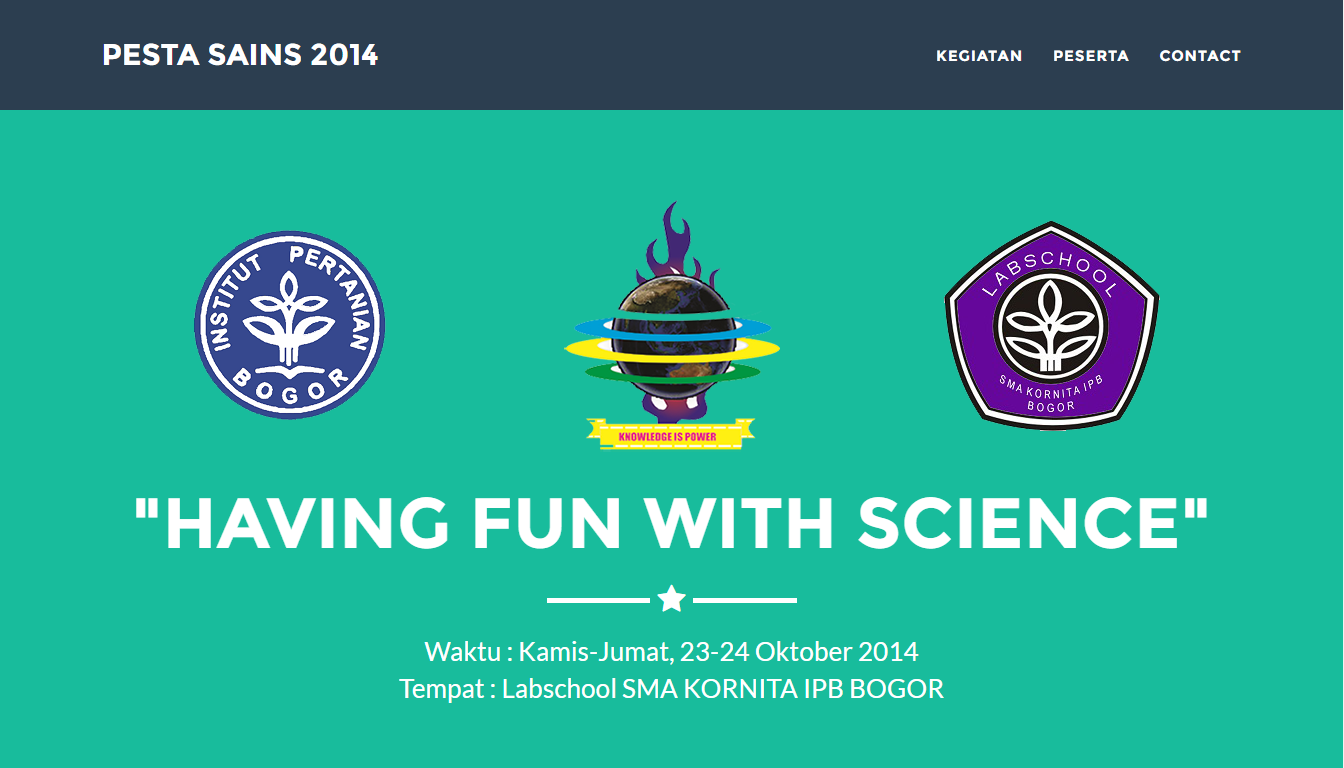 PESTA SAINS 2014
KEGIATAN PESERTA CONTACT
INSTITUT PERTANIAN
BOGOR
KNOWLEDGE IS POWER
LABSCHOOL
SMA KORNITA IPB
BOGOR
"HAVING FUN WITH SCIENCE"
Waktu : Kamis-Jumat, 23-24 Oktober 2014
Tempat : Labschool SMA KORNITA IPB BOGOR